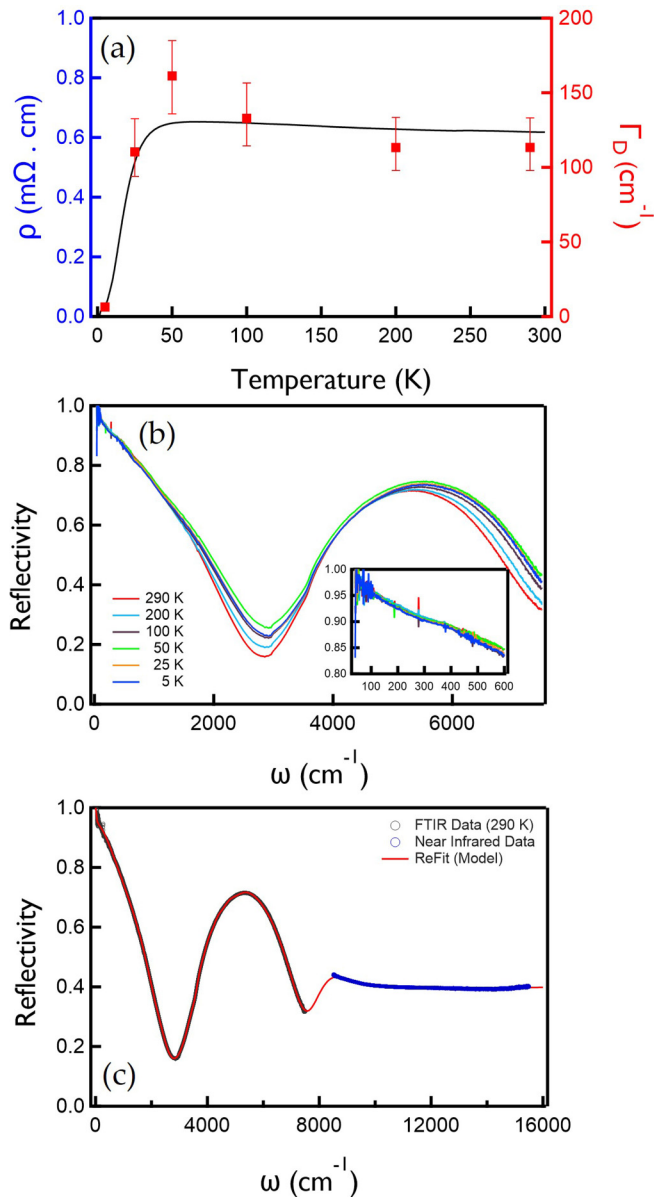 (a)
1.0
0.8
0.6
0.4
0.2
0.0
ρ (mΩ . cm)
200
150
100
50
0
Γ_D (cm⁻¹)
0 50 100 150 200 250 300
Temperature (K)
(b)
1.0
0.8
0.6
0.4
0.2
0.0
Reflectivity
290 K
200 K
100 K
50 K
25 K
5 K
1.00
0.95
0.90
0.85
0.80
100 200 300 400 500 600
0 2000 4000 6000
ω (cm⁻¹)
1.0
0.8
0.6
0.4
0.2
0.0
Reflectivity
FTIR Data (290 K)
Near Infrared Data
ReFit (Model)
(c)
0 4000 8000 12000 16000
ω (cm⁻¹)